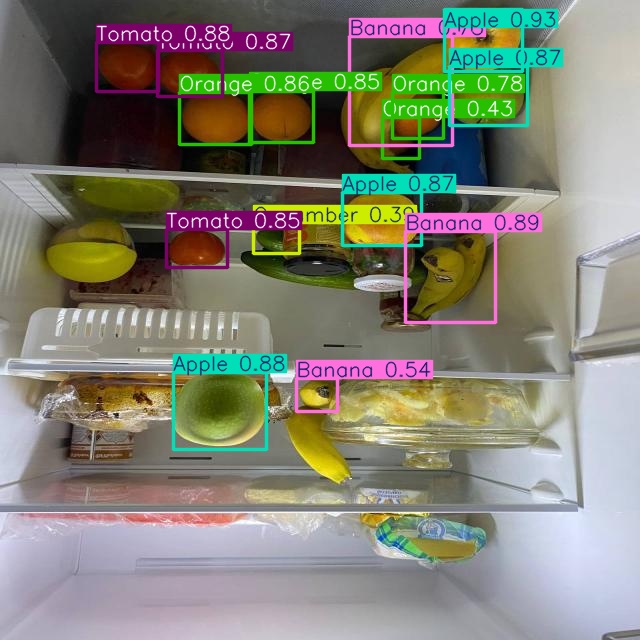 Apple 0.93
Tomato 0.88
Banana 0.76
Tomato 0.87
Apple 0.87
Orange 0.86
e 0.85
Orange 0.78
Orange 0.43
Apple 0.87
Tomato 0.85
mber 0.39
Banana 0.89
Apple 0.88
Banana 0.54